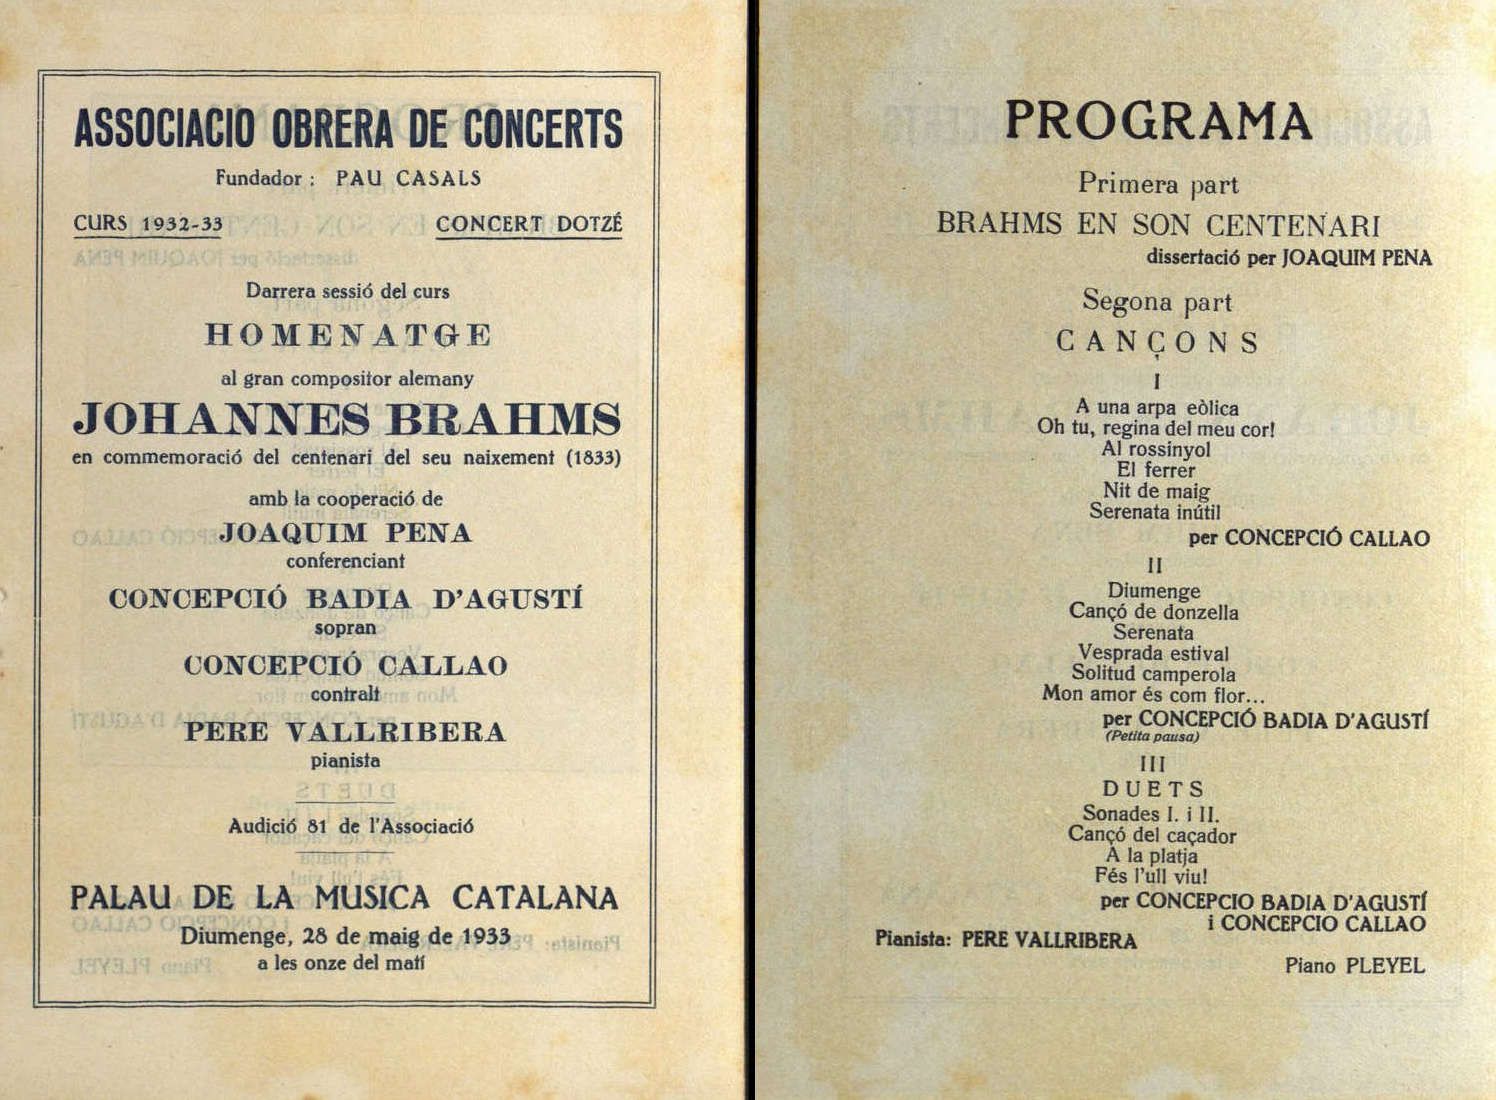 ASSOCIACIO OBRERA DE CONCERTS
Fundador : PAU CASALS
CURS 1932-33 CONCERT DOTZÉ
Darrera sessió del curs
HOMENATGE
al gran compositor alemany
JOHANNES BRAHMS
en commemoració del centenari del seu naixement (1833)
amb la cooperació de
JOAQUIM PENA
conferenciant
CONCEPCIÓ BADIA D'AGUSTÍ
sopran
CONCEPCIÓ CALLAO
contralt
PERE VALLRIBERA
pianista
Audició 81 de l'Associació
PALAU DE LA MUSICA CATALANA
Diumenge, 28 de maig de 1933
a les onze del matí
PROGRAMA
Primera part
BRAHMS EN SON CENTENARI
dissertació per JOAQUIM PENA
Segona part
CANÇONS
I
A una arpa eòlica
Oh tu, regina del meu cor!
Al rossinyol
El ferrer
Nit de maig
Serenata inútil
per CONCEPCIÓ CALLAO
II
Diumenge
Cançó de donzella
Serenata
Vesprada estival
Solitud camperola
Mon amor és com flor...
per CONCEPCIÓ BADIA D'AGUSTÍ
(Petita pausa)
III
DUETS
Sonades I. i II.
Cançó del caçador
A la platja
Fés l'ull viu!
per CONCEPCIO BADIA D'AGUSTÍ
i CONCEPCIO CALLAO
Pianista: PERE VALLRIBERA
Piano PLEYEL